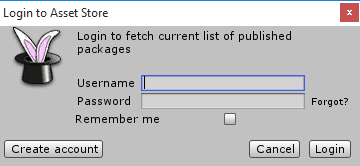 Login to Asset Store
x
Login to fetch current list of published
packages
Username
Password
Forgot?
Remember me
Create account
Cancel
Login